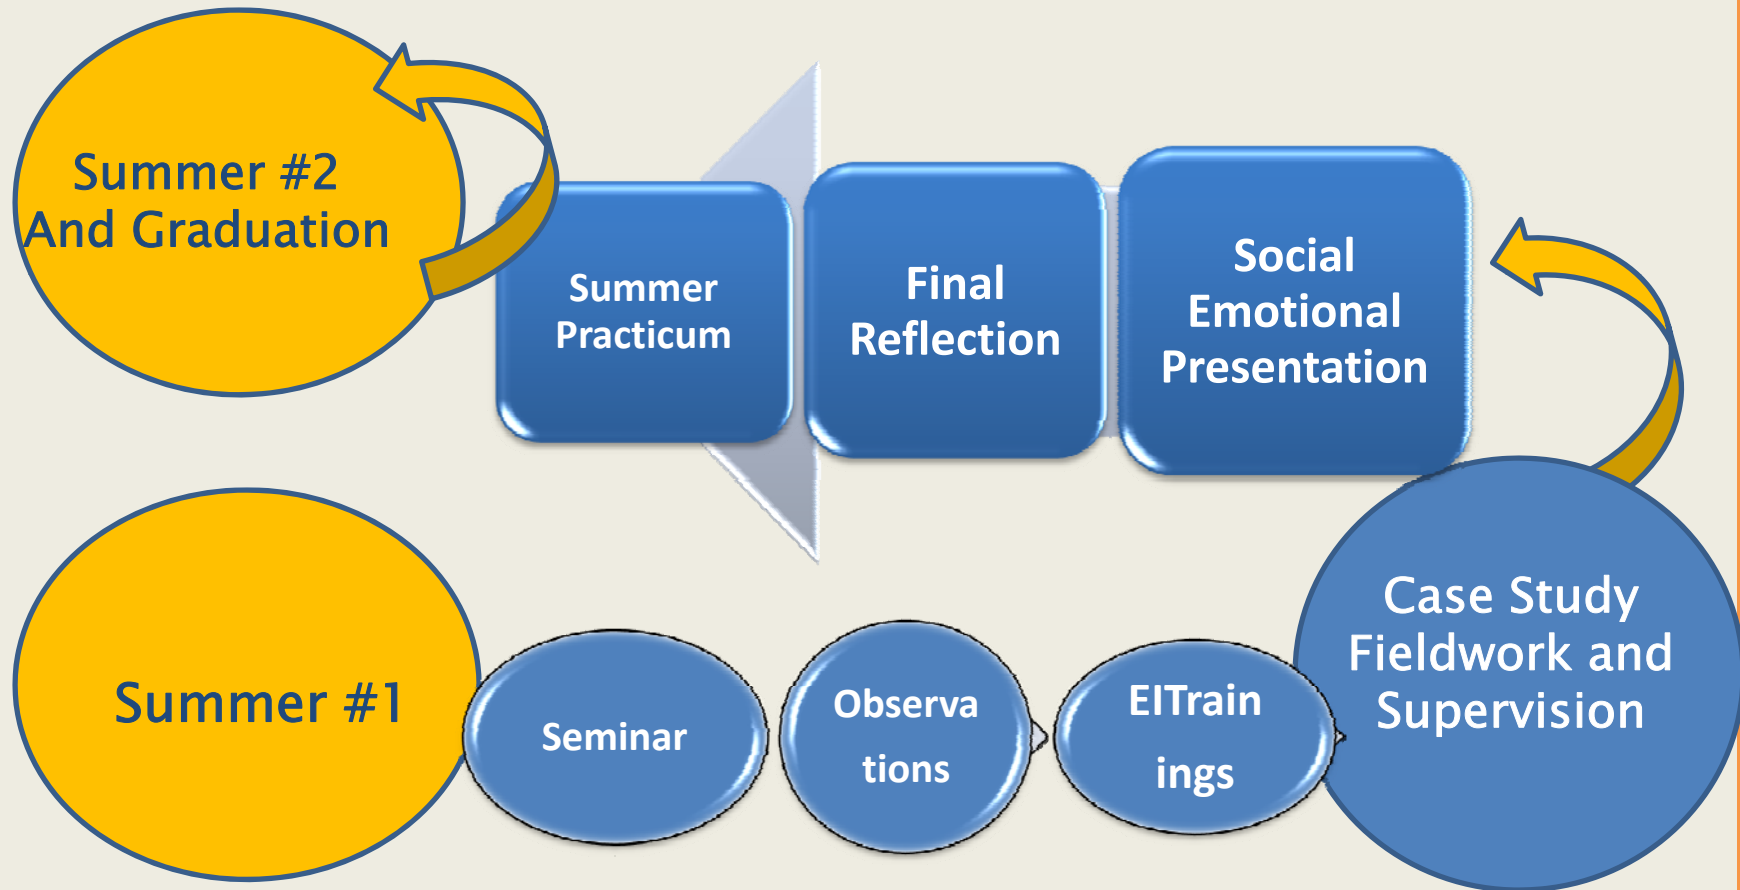 Summer #2
And Graduation
Summer
Practicum
Final
Reflection
Social
Emotional
Presentation
Summer #1
Seminar
Observa
tions
EITrain
ings
Case Study
Fieldwork and
Supervision